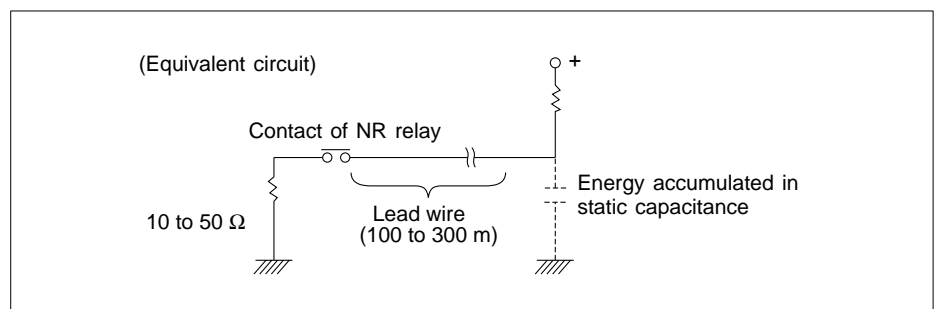 (Equivalent circuit)
+
Contact of NR relay
10 to 50 Ω
Lead wire
(100 to 300 m)
Energy accumulated in
static capacitance